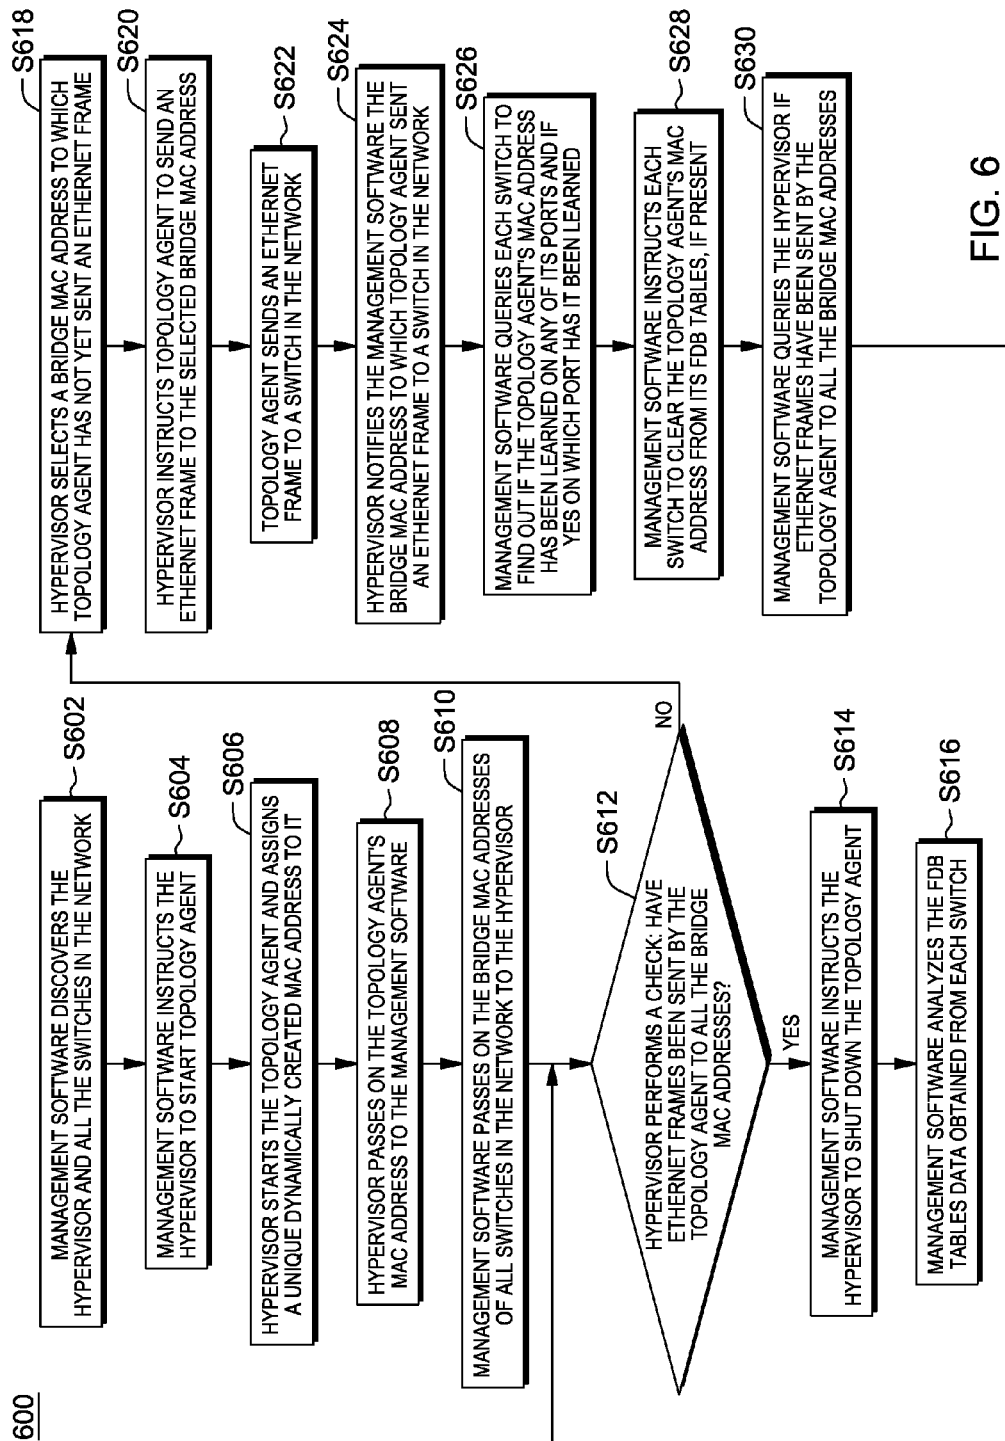 600
MANAGEMENT SOFTWARE DISCOVERS THE
HYPERVISOR AND ALL THE SWITCHES IN THE NETWORK
S602
MANAGEMENT SOFTWARE INSTRUCTS THE
HYPERVISOR TO START TOPOLOGY AGENT
S604
HYPERVISOR STARTS THE TOPOLOGY AGENT AND ASSIGNS
A UNIQUE DYNAMICALLY CREATED MAC ADDRESS TO IT
S606
HYPERVISOR PASSES ON THE TOPOLOGY AGENT'S
MAC ADDRESS TO THE MANAGEMENT SOFTWARE
S608
MANAGEMENT SOFTWARE PASSES ON THE BRIDGE MAC ADDRESSES
OF ALL SWITCHES IN THE NETWORK TO THE HYPERVISOR
S610
HYPERVISOR PERFORMS A CHECK: HAVE
ETHERNET FRAMES BEEN SENT BY THE
TOPOLOGY AGENT TO ALL THE BRIDGE
MAC ADDRESSES?
S612
NO
YES
MANAGEMENT SOFTWARE INSTRUCTS THE
HYPERVISOR TO SHUT DOWN THE TOPOLOGY AGENT
S614
MANAGEMENT SOFTWARE ANALYZES THE FDB
TABLES DATA OBTAINED FROM EACH SWITCH
S616
HYPERVISOR SELECTS A BRIDGE MAC ADDRESS TO WHICH
TOPOLOGY AGENT HAS NOT YET SENT AN ETHERNET FRAME
S618
HYPERVISOR INSTRUCTS TOPOLOGY AGENT TO SEND AN
ETHERNET FRAME TO THE SELECTED BRIDGE MAC ADDRESS
S620
TOPOLOGY AGENT SENDS AN ETHERNET
FRAME TO A SWITCH IN THE NETWORK
S622
HYPERVISOR NOTIFIES THE MANAGEMENT SOFTWARE THE
BRIDGE MAC ADDRESS TO WHICH TOPOLOGY AGENT SENT
AN ETHERNET FRAME TO A SWITCH IN THE NETWORK
S624
MANAGEMENT SOFTWARE QUERIES EACH SWITCH TO
FIND OUT IF THE TOPOLOGY AGENT'S MAC ADDRESS
HAS BEEN LEARNED ON ANY OF ITS PORTS AND IF
YES ON WHICH PORT HAS IT BEEN LEARNED
S626
MANAGEMENT SOFTWARE INSTRUCTS EACH
SWITCH TO CLEAR THE TOPOLOGY AGENT'S MAC
ADDRESS FROM ITS FDB TABLES, IF PRESENT
S628
MANAGEMENT SOFTWARE QUERIES THE HYPERVISOR IF
ETHERNET FRAMES HAVE BEEN SENT BY THE
TOPOLOGY AGENT TO ALL THE BRIDGE MAC ADDRESSES
S630
FIG. 6